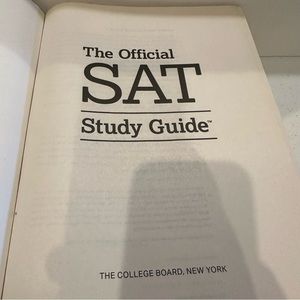 The Official
SAT
Study Guide™
THE COLLEGE BOARD, NEW YORK